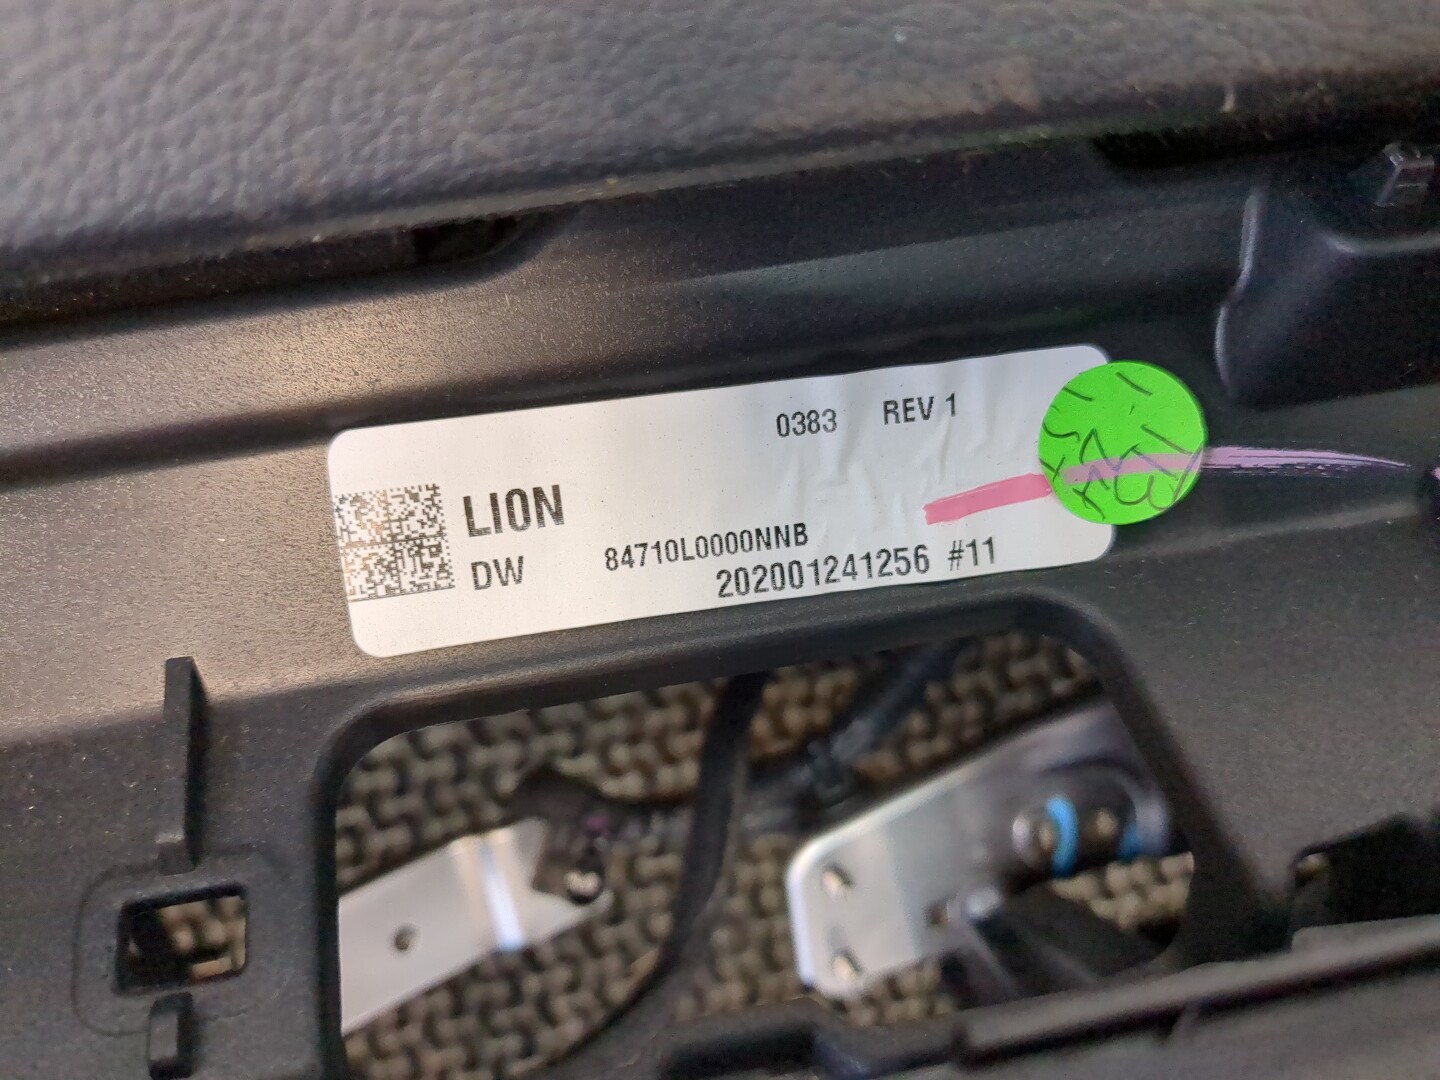 0383 REV 1
LION
DW 84710L0000NNB
202001241256 #11